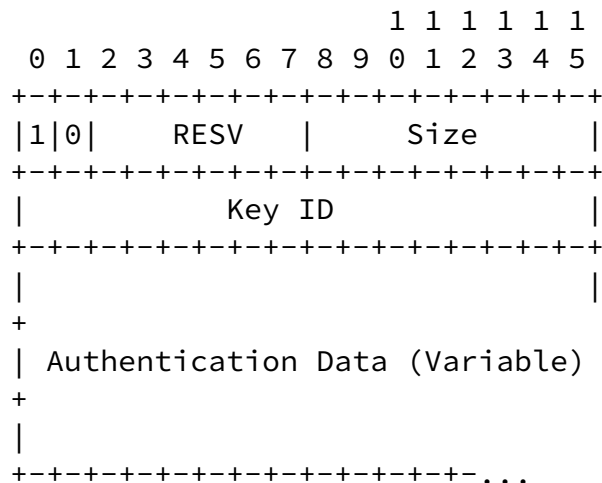 1 1 1 1 1 1
  0 1 2 3 4 5 6 7 8 9 0 1 2 3 4 5
 +-+-+-+-+-+-+-+-+-+-+-+-+-+-+-+-+
 |1|0|    RESV   |     Size      |
 +-+-+-+-+-+-+-+-+-+-+-+-+-+-+-+-+
 |           Key ID              |
 +-+-+-+-+-+-+-+-+-+-+-+-+-+-+-+-+
 |                               |
 +
 | Authentication Data (Variable)
 +
 |
 +-+-+-+-+-+-+-+-+-+-+-+-+-...